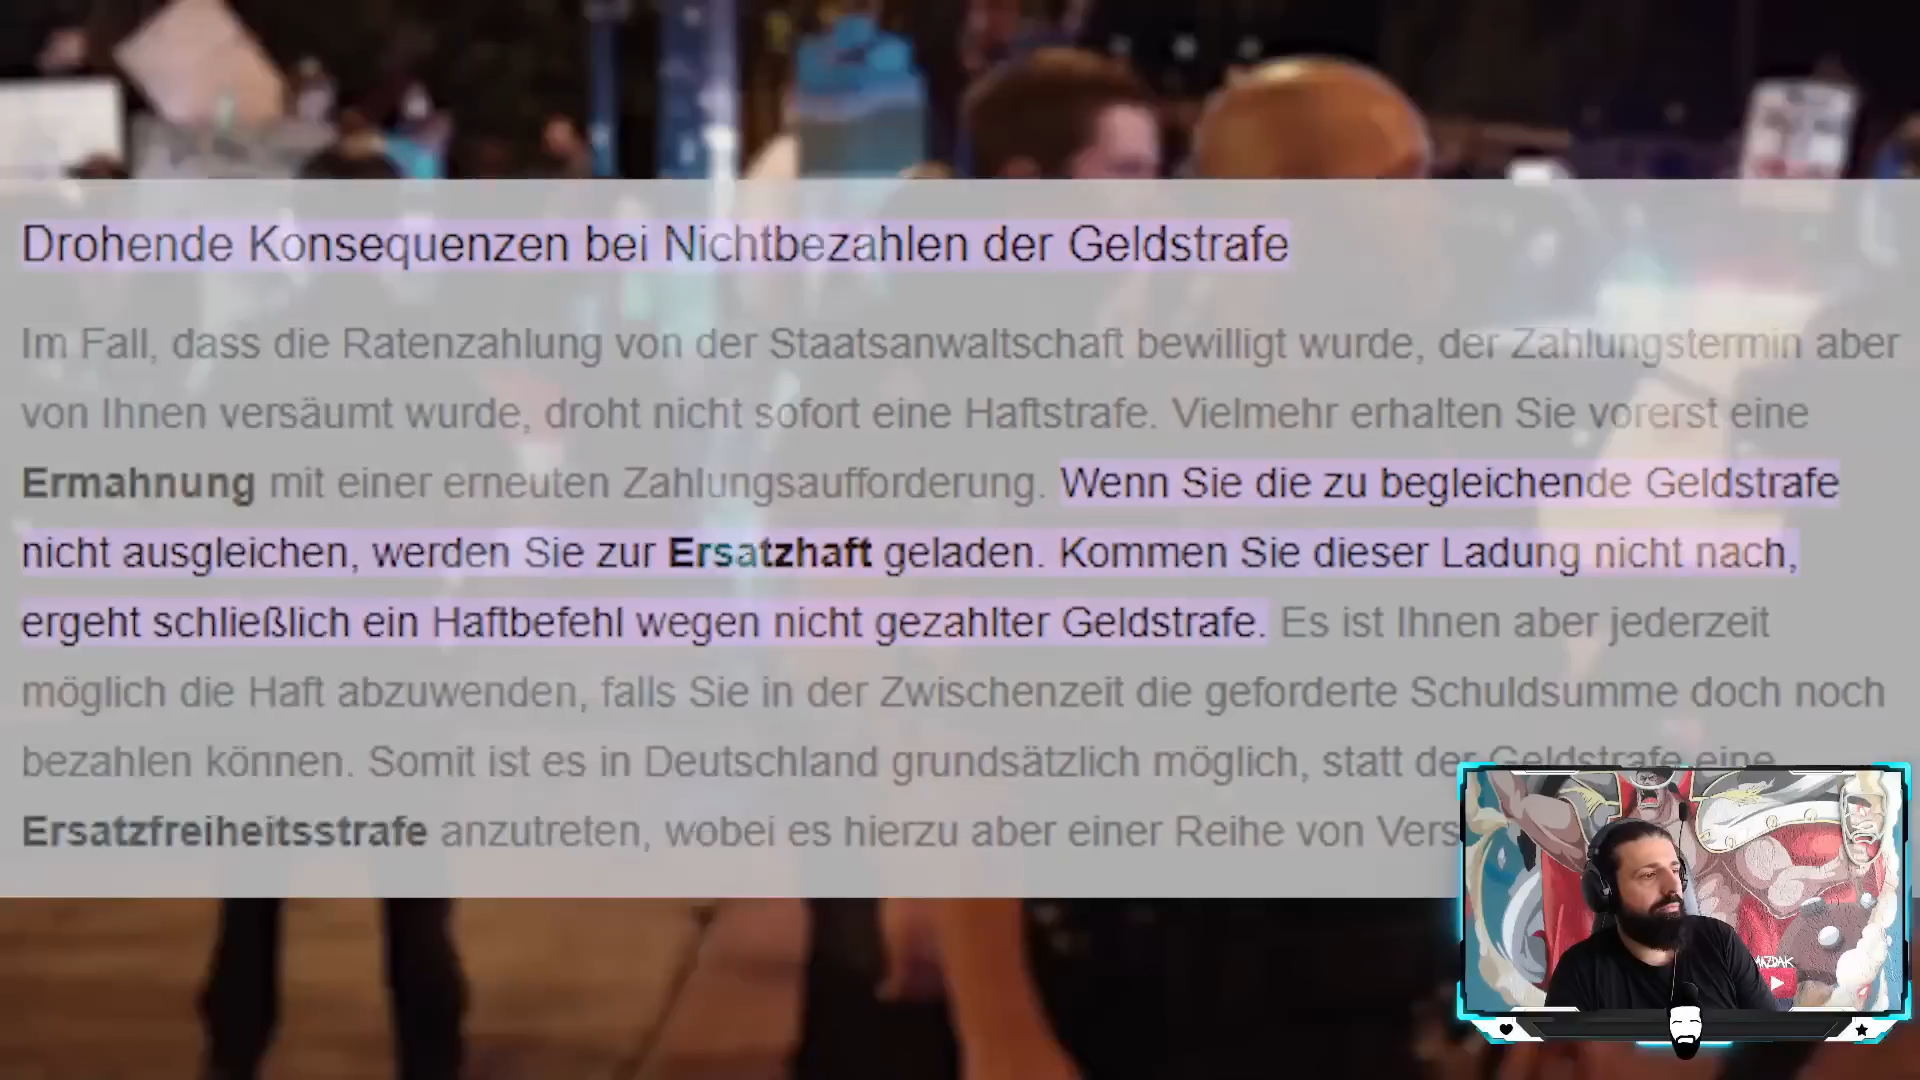 Drohende Konsequenzen bei Nichtbezahlen der Geldstrafe
Im Fall, dass die Ratenzahlung von der Staatsanwaltschaft bewilligt wurde, der Zahlungstermin aber
von Ihnen versäumt wurde, droht nicht sofort eine Haftstrafe. Vielmehr erhalten Sie vorerst eine
Ermahnung mit einer erneuten Zahlungsaufforderung. Wenn Sie die zu begleichende Geldstrafe
nicht ausgleichen, werden Sie zur Ersatzhaft geladen. Kommen Sie dieser Ladung nicht nach,
ergeht schließlich ein Haftbefehl wegen nicht gezahlter Geldstrafe. Es ist Ihnen aber jederzeit
möglich die Haft abzuwenden, falls Sie in der Zwischenzeit die geforderte Schuldsumme doch noch
bezahlen können. Somit ist es in Deutschland grundsätzlich möglich, statt der Geldstrafe eine
Ersatzfreiheitsstrafe anzutreten, wobei es hierzu aber einer Reihe von Vers
MAZDAK